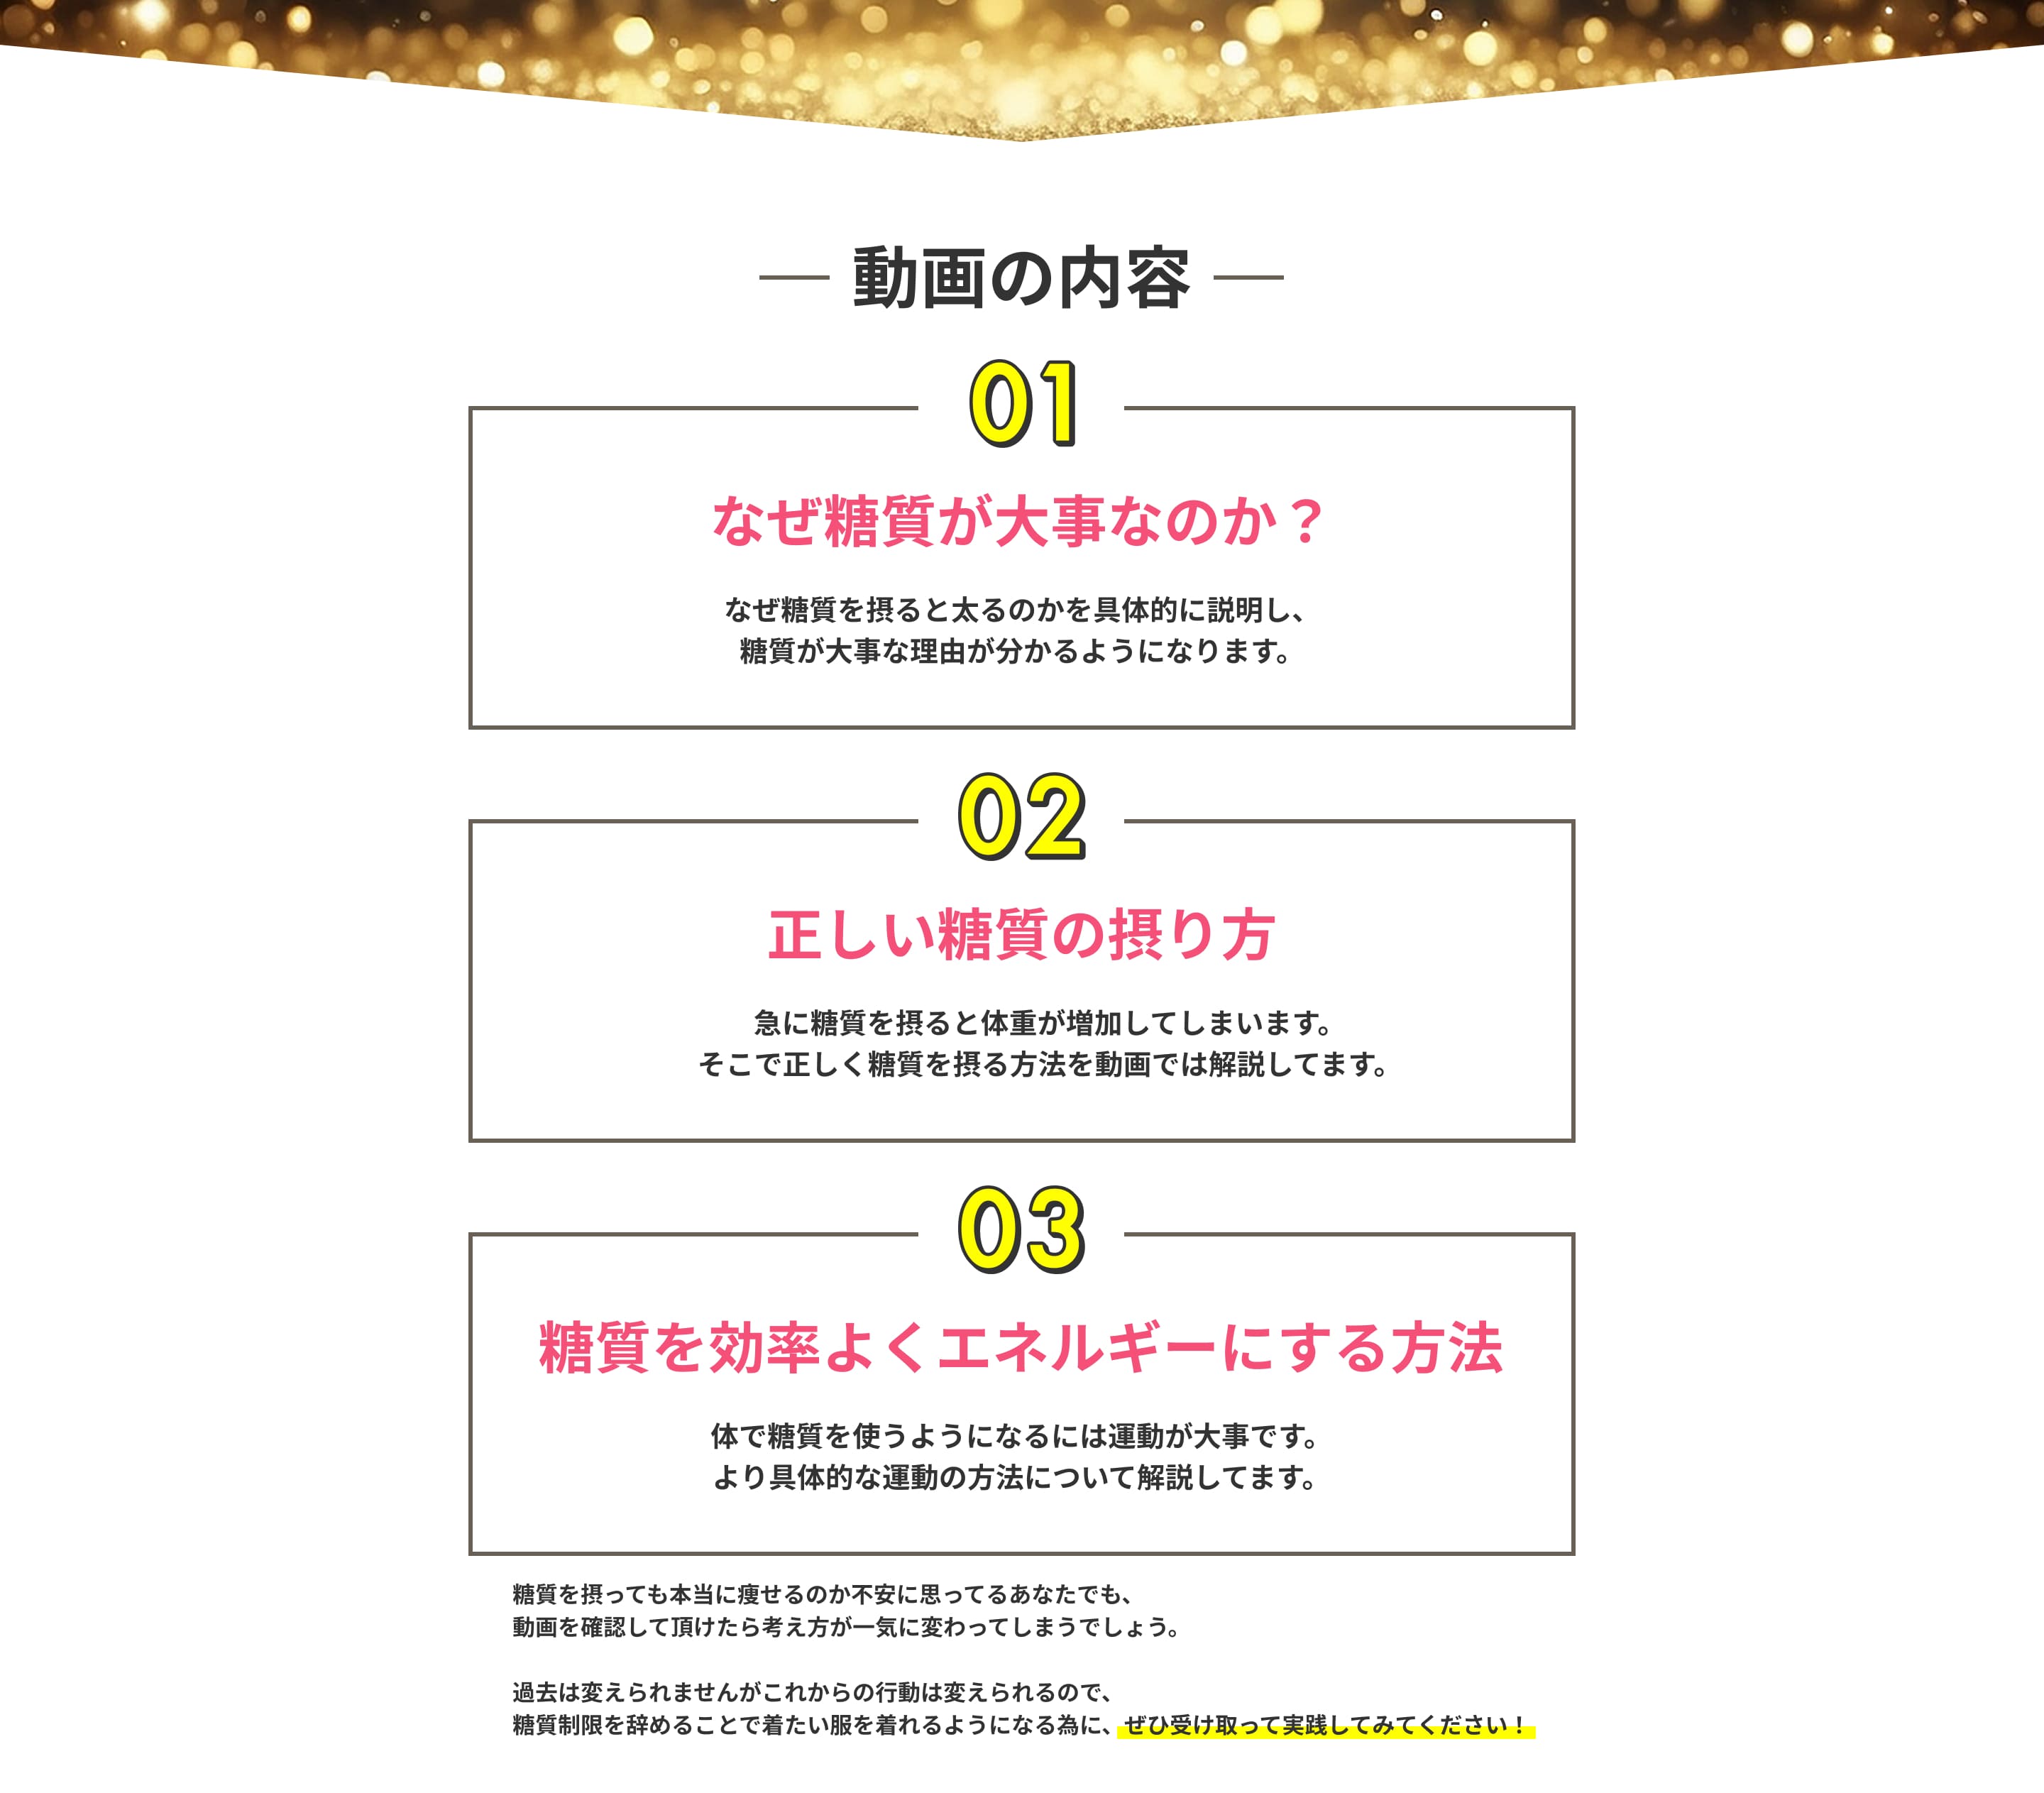 動画の内容
01
なぜ糖質が大事なのか？
なぜ糖質を摂ると太るのかを具体的に説明し、
糖質が大事な理由が分かるようになります。
02
正しい糖質の摂り方
急に糖質を摂ると体重が増加してしまいます。
そこで正しく糖質を摂る方法を動画では解説してます。
03
糖質を効率よくエネルギーにする方法
体で糖質を使うようになるには運動が大事です。
より具体的な運動の方法について解説してます。
糖質を摂っても本当に痩せるのか不安に思ってるあなたでも、
動画を確認して頂けたら考え方が一気に変わってしまうでしょう。
過去は変えられませんがこれからの行動は変えられるので、
糖質制限を辞めることで着たい服を着れるようになる為に、ぜひ受け取って実践してみてください！